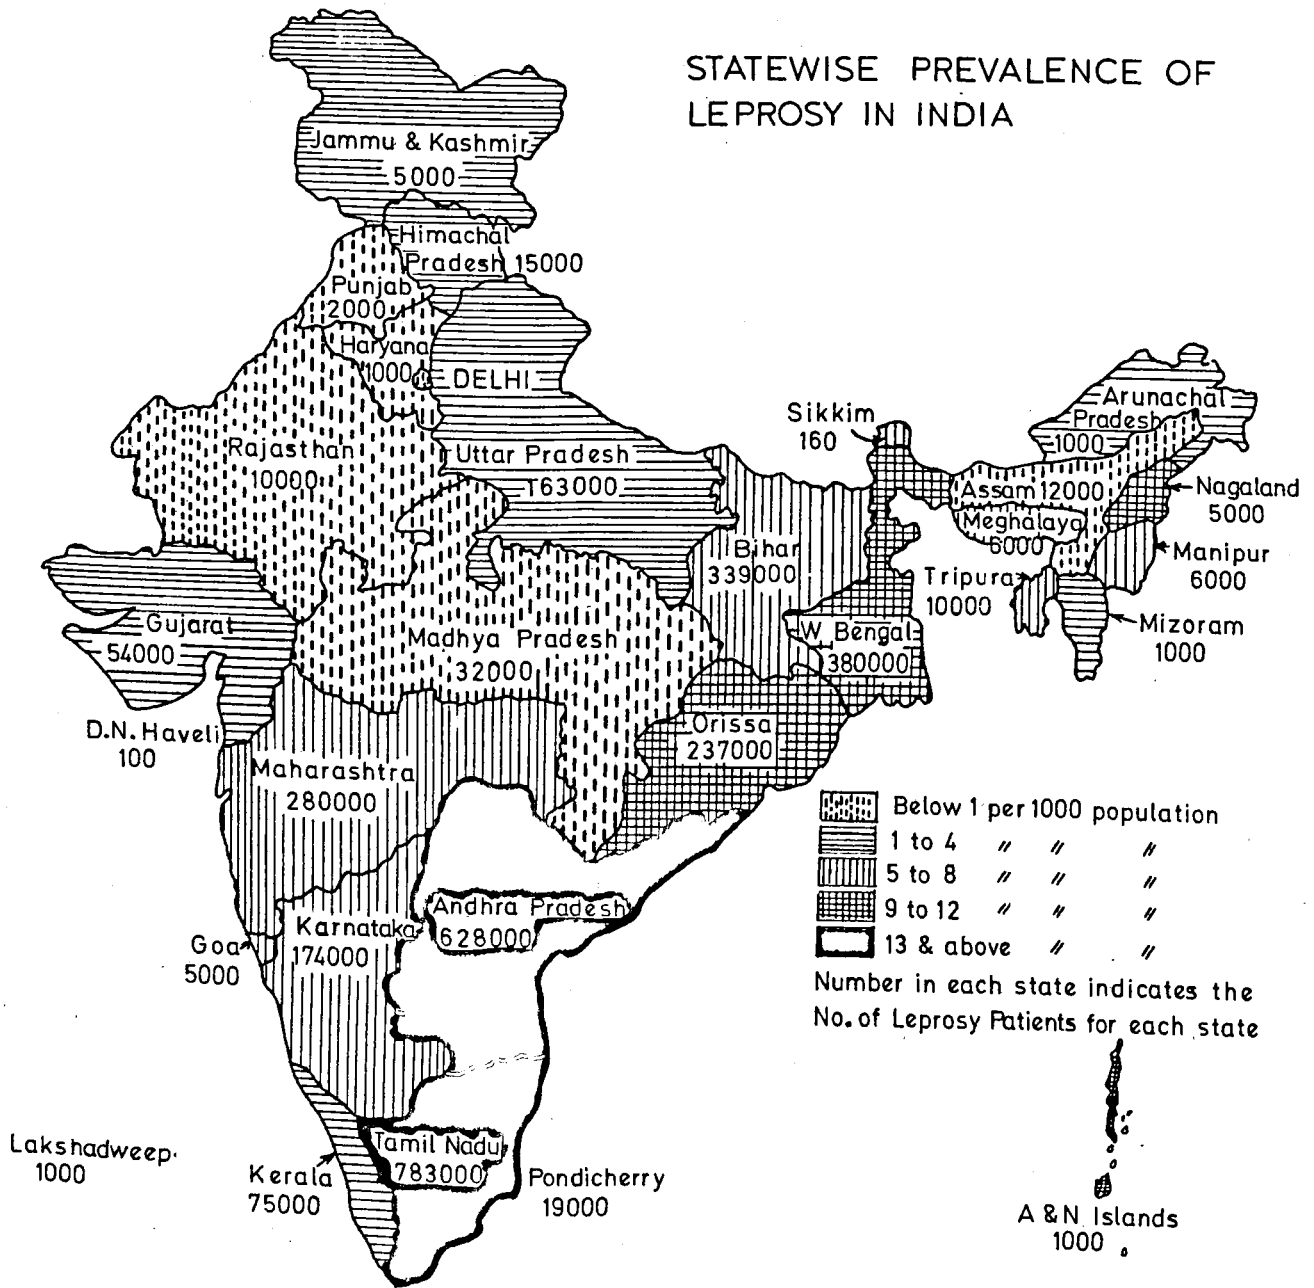 STATEWISE PREVALENCE OF
LEPROSY IN INDIA
Jammu & Kashmir
5000
Himachal
Pradesh 15000
Punjab
2000
Haryana
1000
DELHI
Rajasthan
10000
Uttar Pradesh
163000
Sikkim
160
Arunachal
Pradesh
1000
Assam 12000
Nagaland
5000
Meghalaya
6000
Manipur
6000
Bihar
339000
Tripura
10000
Mizoram
1000
Gujarat
54000
Madhya Pradesh
32000
W. Bengal
380000
D.N. Haveli
100
Orissa
237000
Maharashtra
280000
Below 1 per 1000 population
1 to 4 〃 〃 〃
5 to 8 〃 〃 〃
9 to 12 〃 〃 〃
13 & above 〃 〃
Number in each state indicates the
No. of Leprosy Patients for each state
Andhra Pradesh
628000
Karnataka
174000
Goa
5000
Lakshadweep
1000
Kerala
75000
Tamil Nadu
783000
Pondicherry
19000
A & N Islands
1000